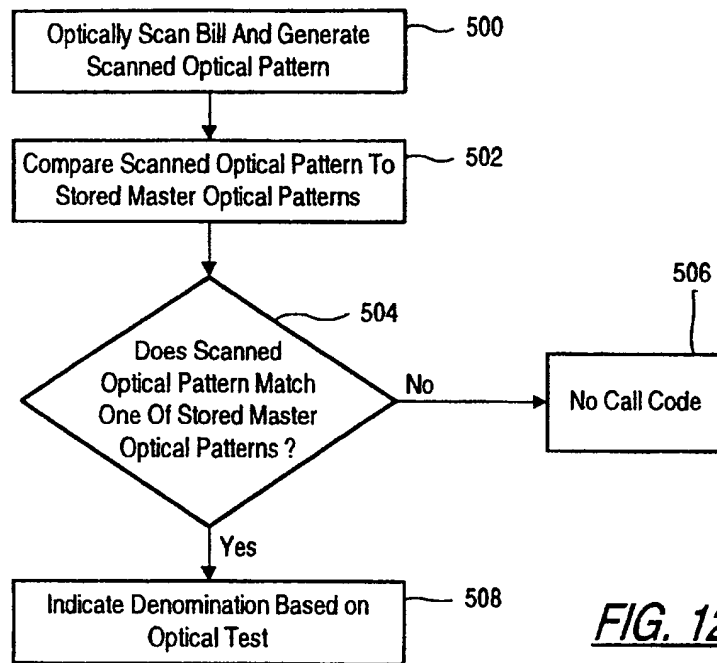 Optically Scan Bill And Generate
Scanned Optical Pattern
500
Compare Scanned Optical Pattern To
Stored Master Optical Patterns
502
504
Does Scanned
Optical Pattern Match
One Of Stored Master
Optical Patterns ?
No
506
No Call Code
Yes
Indicate Denomination Based on
Optical Test
508
FIG. 12